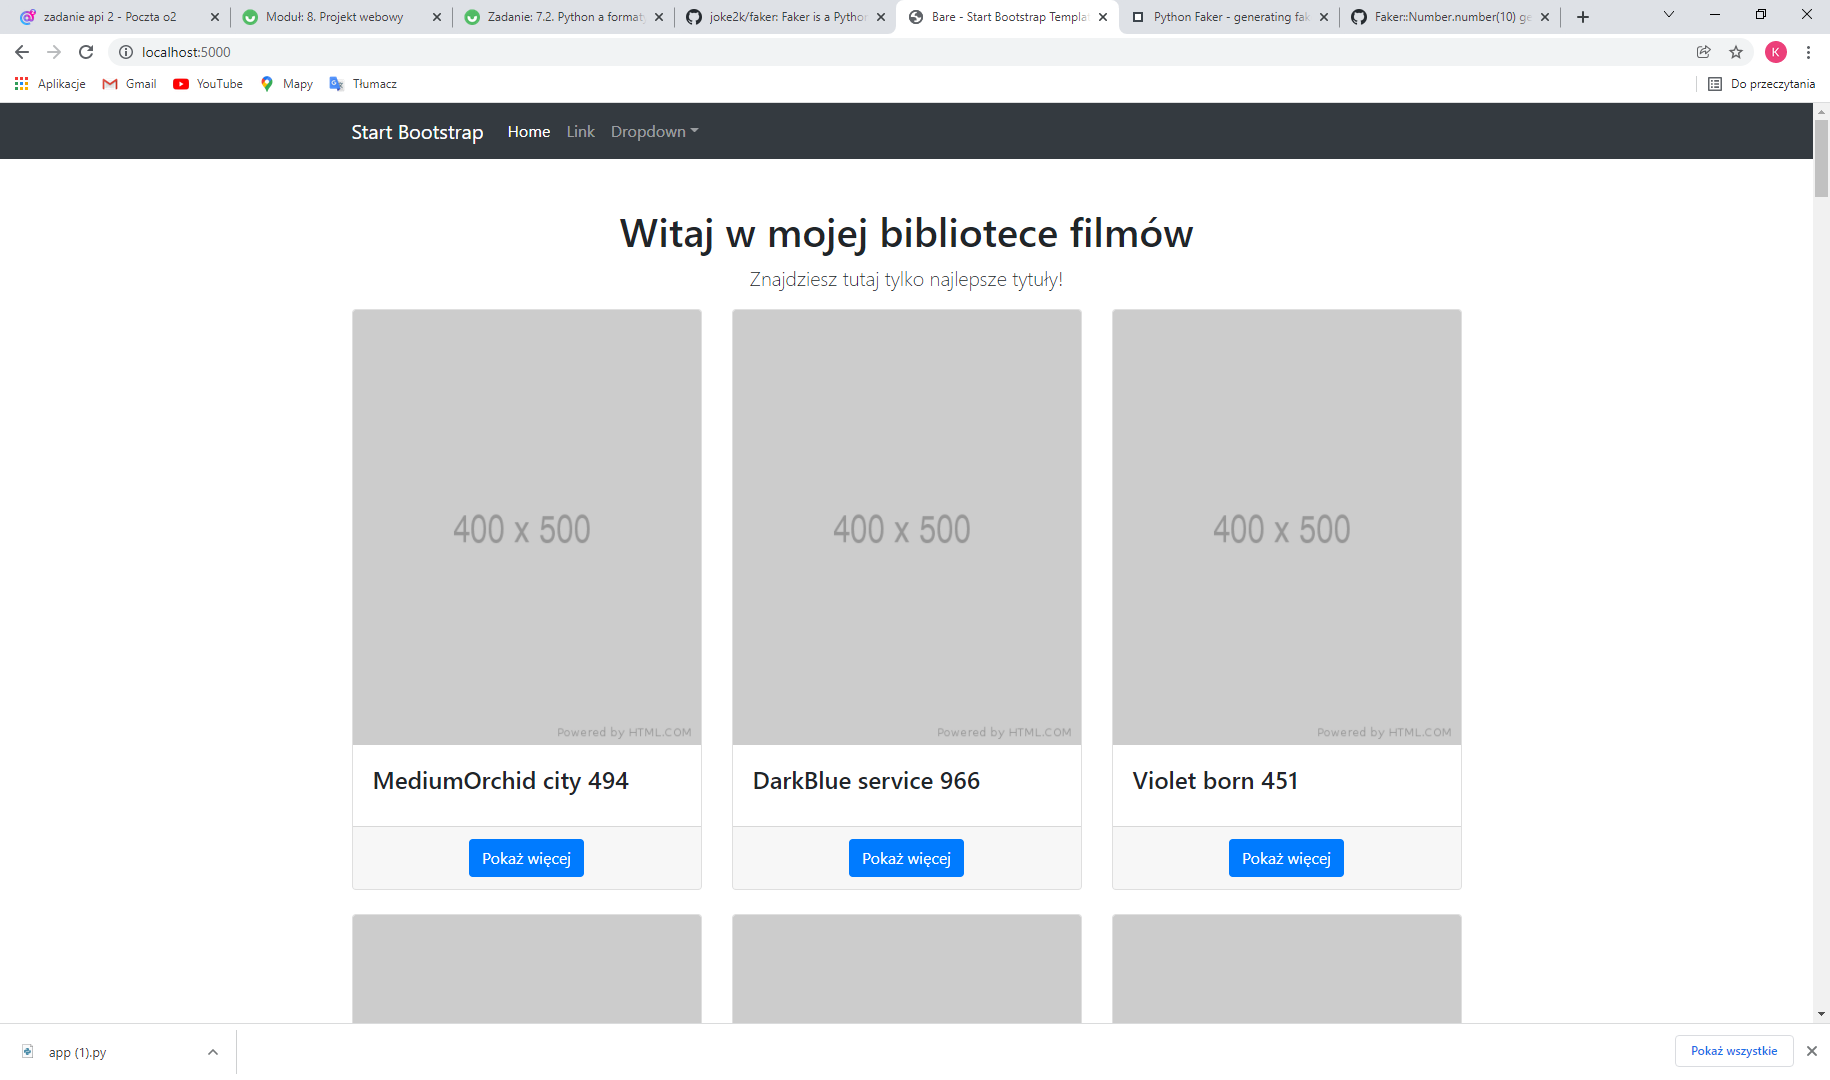 zadanie api 2 - Poczta o2
Moduł: 8. Projekt webowy
Zadanie: 7.2. Python a formaty
joke2k/faker: Faker is a Python
Bare - Start Bootstrap Templa
Python Faker - generating fak
Faker::Number.number(10) ge
localhost:5000
K
Aplikacje
Gmail
YouTube
Mapy
Tłumacz
Do przeczytania
Start Bootstrap
Home
Link
Dropdown
Witaj w mojej bibliotece filmów
Znajdziesz tutaj tylko najlepsze tytuły!
400 x 500
400 x 500
400 x 500
Powered by HTML.COM
Powered by HTML.COM
Powered by HTML.COM
MediumOrchid city 494
DarkBlue service 966
Violet born 451
Pokaż więcej
Pokaż więcej
Pokaż więcej
app (1).py
Pokaż wszystkie